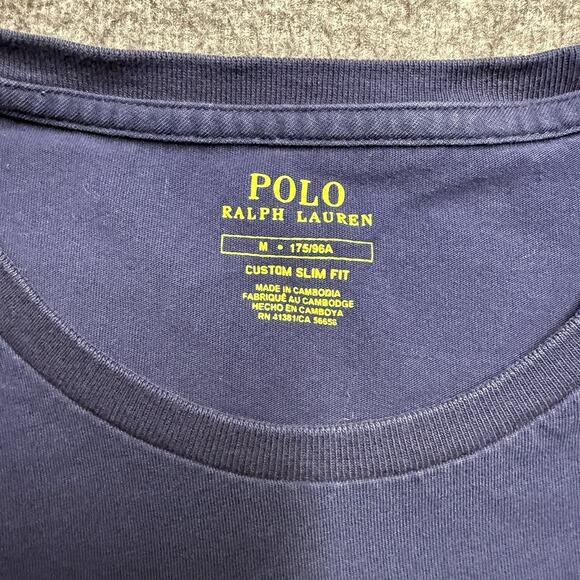 POLO
RALPH LAUREN
M • 175/96A
CUSTOM SLIM FIT
MADE IN CAMBODIA
FABRIQUÉ AU CAMBODGE
HECHO EN CAMBOYA
RN 41381/CA 56658